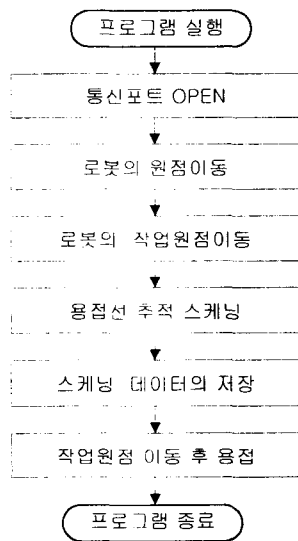 프로그램 실행
통신포트 OPEN
로봇의 원점이동
로봇의 작업원점이동
용접선 추적 스케닝
스케닝 데이터의 저장
작업원점 이동 후 용접
프로그램 종료